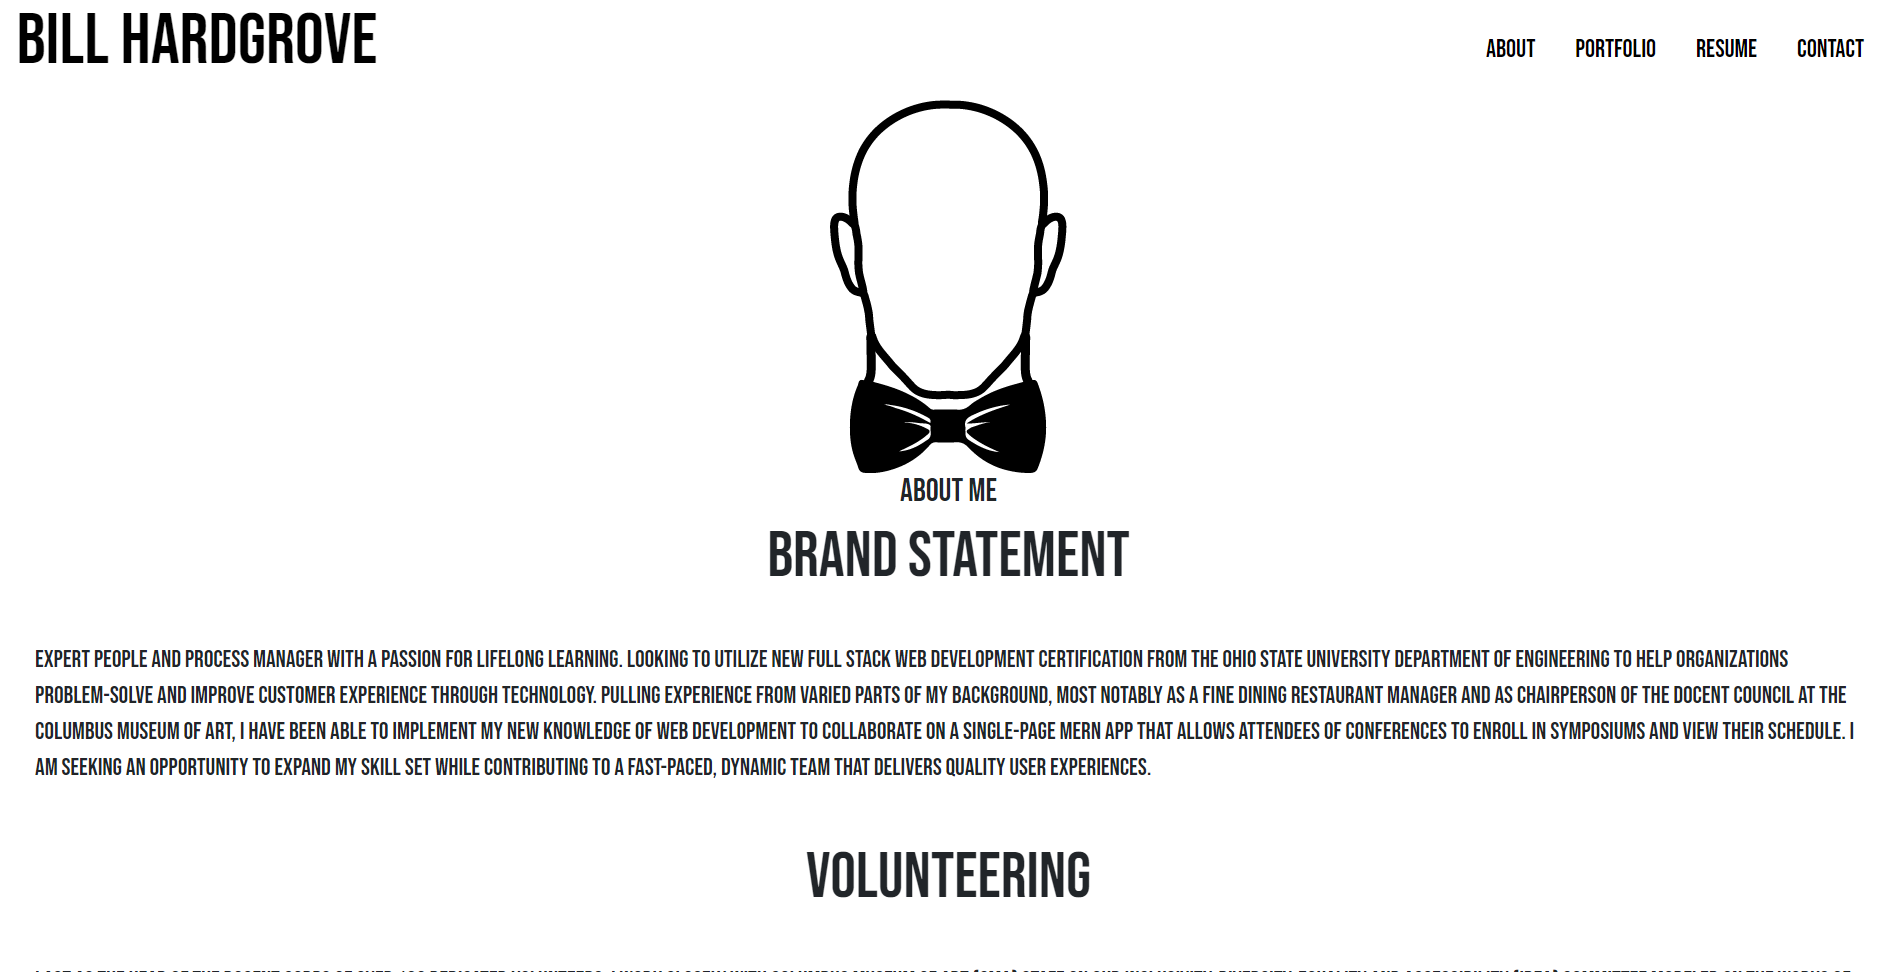 BILL HARDGROVE
ABOUT PORTFOLIO RESUME CONTACT
ABOUT ME
BRAND STATEMENT
EXPERT PEOPLE AND PROCESS MANAGER WITH A PASSION FOR LIFELONG LEARNING. LOOKING TO UTILIZE NEW FULL STACK WEB DEVELOPMENT CERTIFICATION FROM THE OHIO STATE UNIVERSITY DEPARTMENT OF ENGINEERING TO HELP ORGANIZATIONS
PROBLEM-SOLVE AND IMPROVE CUSTOMER EXPERIENCE THROUGH TECHNOLOGY. PULLING EXPERIENCE FROM VARIED PARTS OF MY BACKGROUND, MOST NOTABLY AS A FINE DINING RESTAURANT MANAGER AND AS CHAIRPERSON OF THE DOCENT COUNCIL AT THE
COLUMBUS MUSEUM OF ART, I HAVE BEEN ABLE TO IMPLEMENT MY NEW KNOWLEDGE OF WEB DEVELOPMENT TO COLLABORATE ON A SINGLE-PAGE MERN APP THAT ALLOWS ATTENDEES OF CONFERENCES TO ENROLL IN SYMPOSIUMS AND VIEW THEIR SCHEDULE. I
AM SEEKING AN OPPORTUNITY TO EXPAND MY SKILL SET WHILE CONTRIBUTING TO A FAST-PACED, DYNAMIC TEAM THAT DELIVERS QUALITY USER EXPERIENCES.
VOLUNTEERING